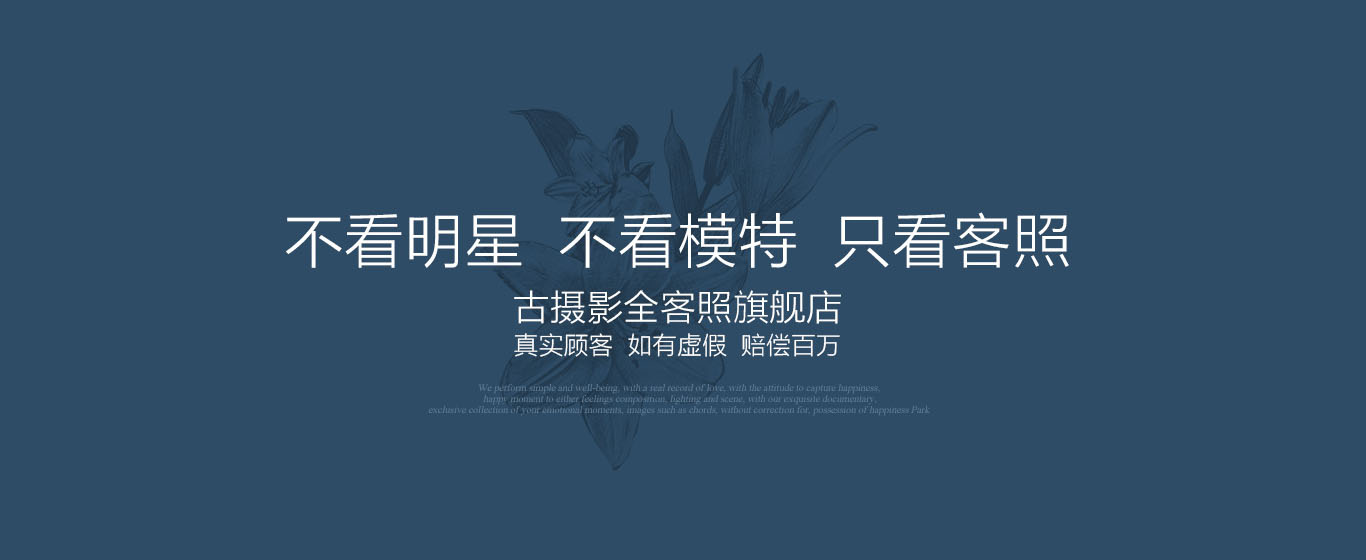 不看明星 不看模特 只看客照
古摄影全客照旗舰店
真实顾客 如有虚假 赔偿百万
We perform simple and well-being, with a real record of love, with the attitude to capture happiness,
happy moment to either feelings composition, lighting and scene, with our exquisite documentary,
exclusive collection of your emotional moments, images such as chords, without correction for, possession of happiness Park